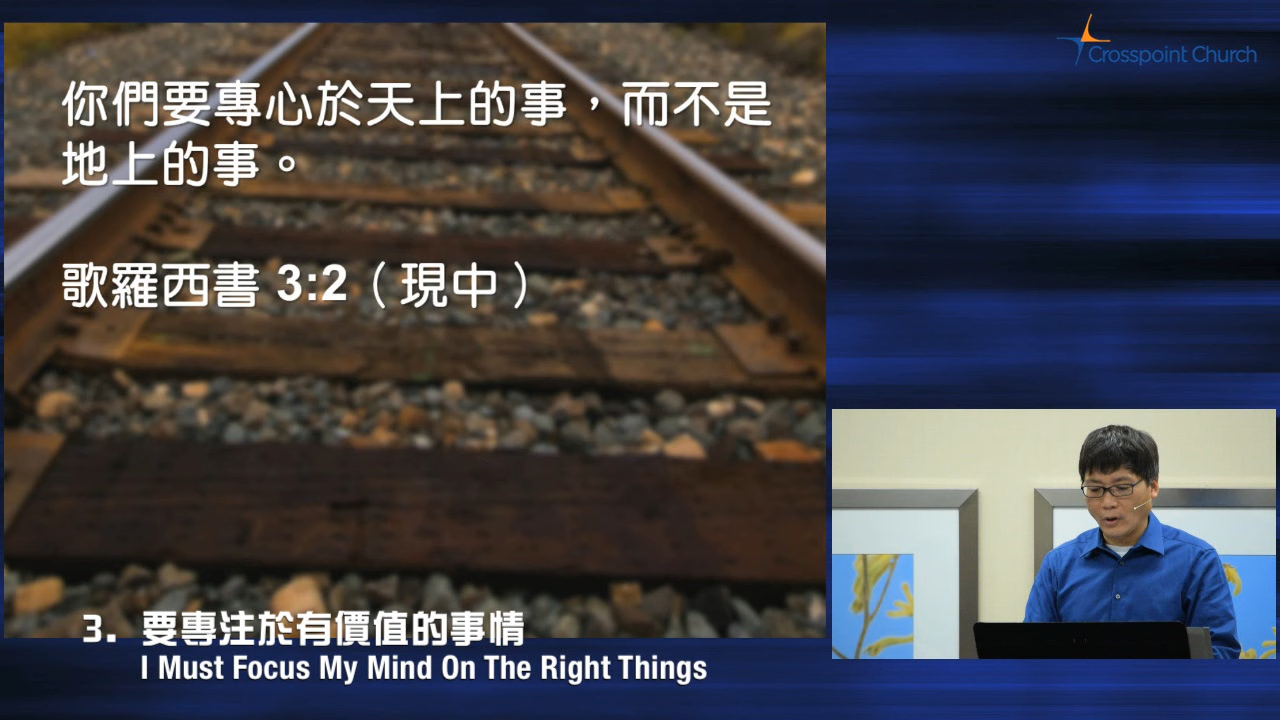 Crosspoint Church
你們要專心於天上的事，而不是
地上的事。
歌羅西書 3:2（現中）
3. 要專注於有價值的事情
I Must Focus My Mind On The Right Things